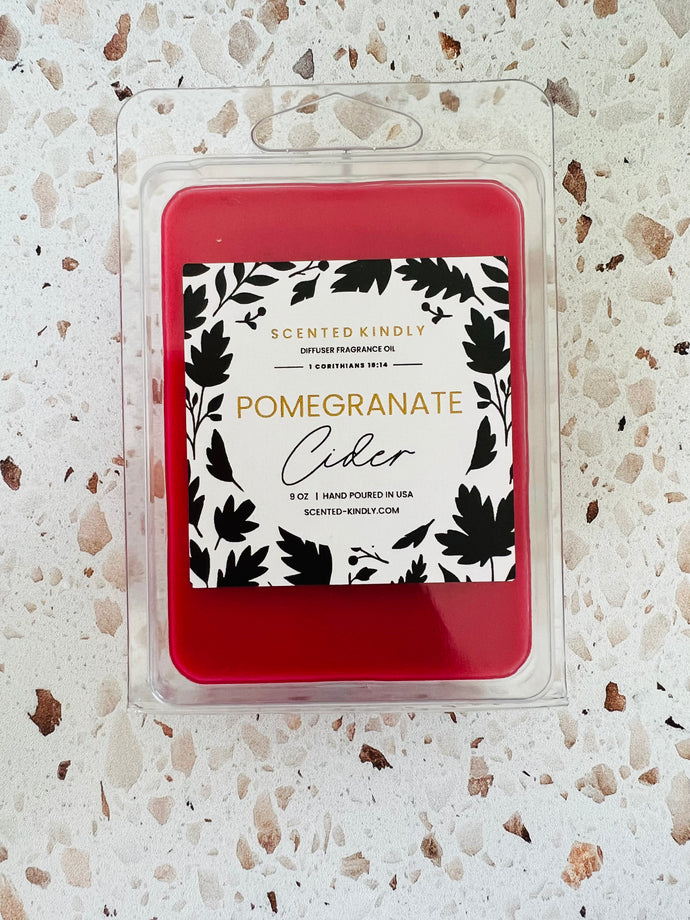 SCENTED KINDLY
DIFFUSER FRAGRANCE OIL
1 CORITHIANS 16:14
POMEGRANATE
Cider
9 OZ | HAND POURED IN USA
SCENTED-KINDLY.COM